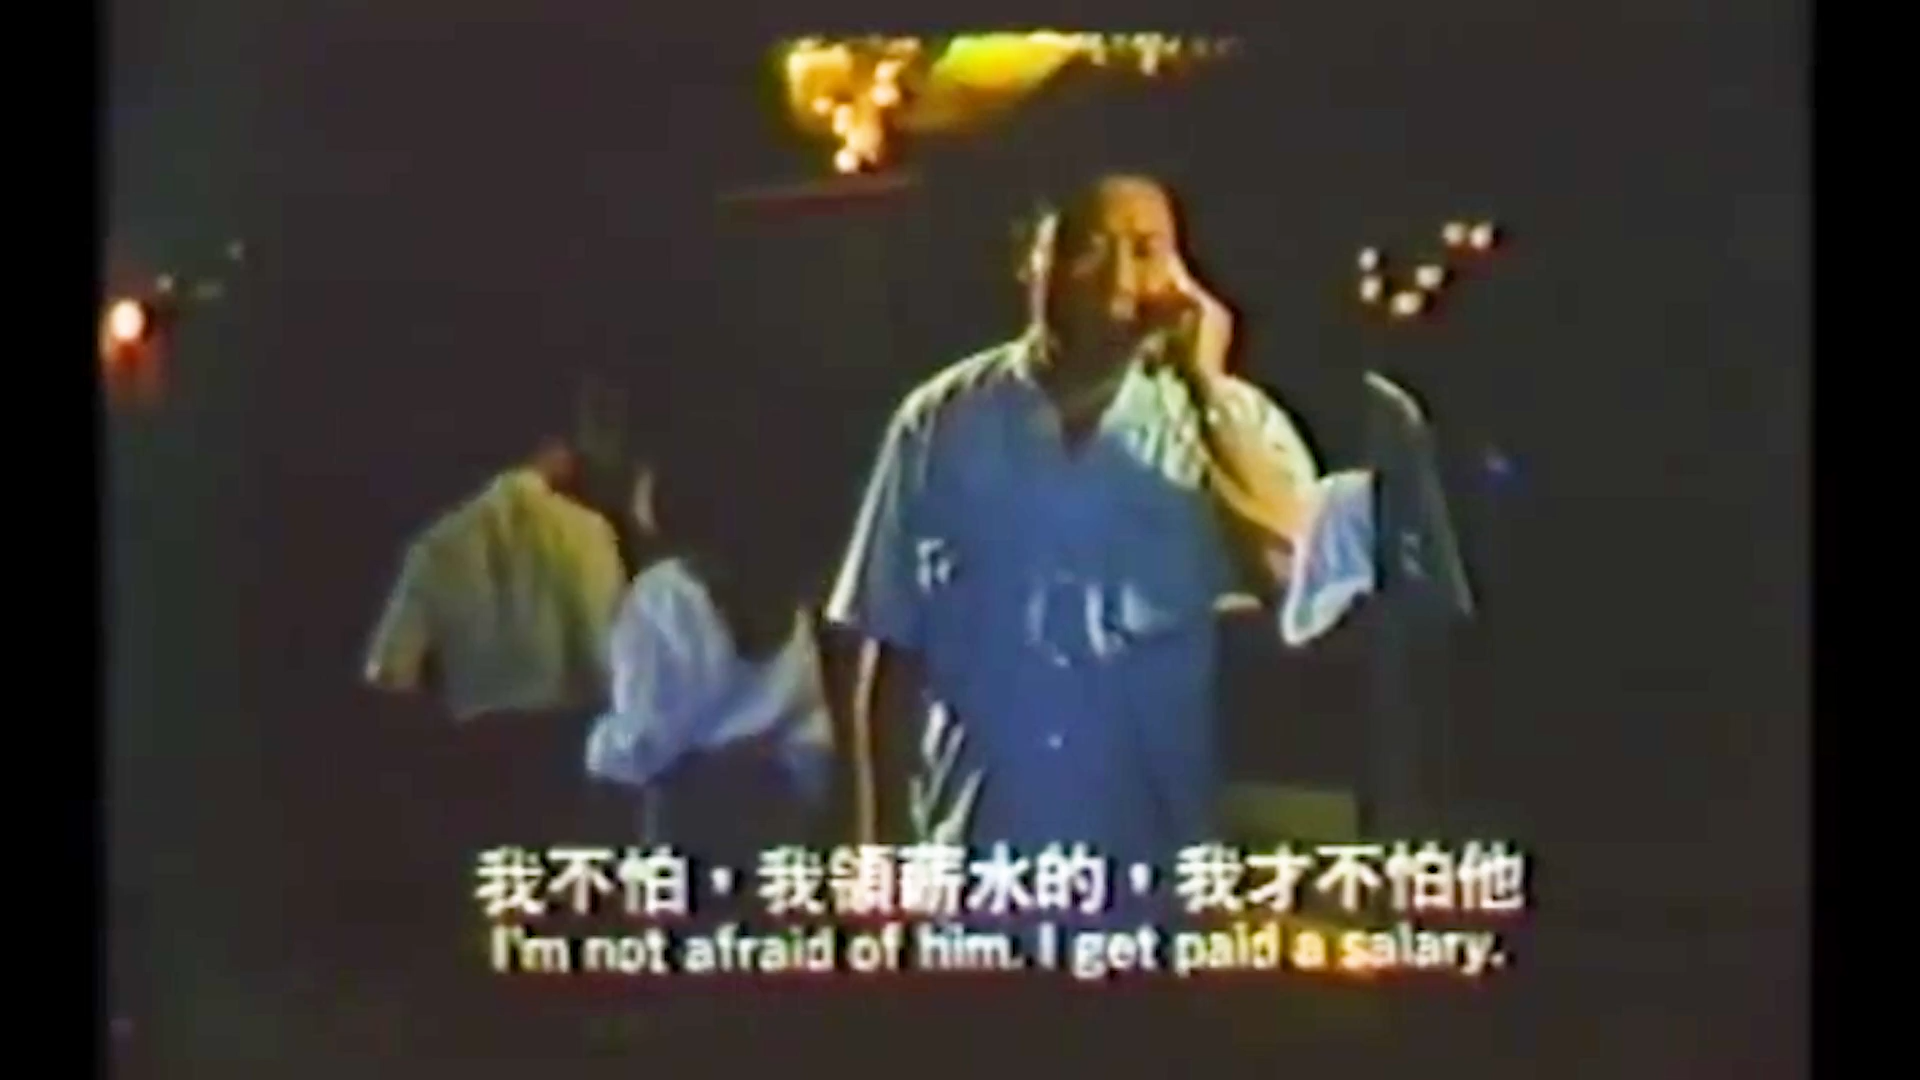 我不怕，我領薪水的，我才不怕他
I'm not afraid of him. I get paid a salary.